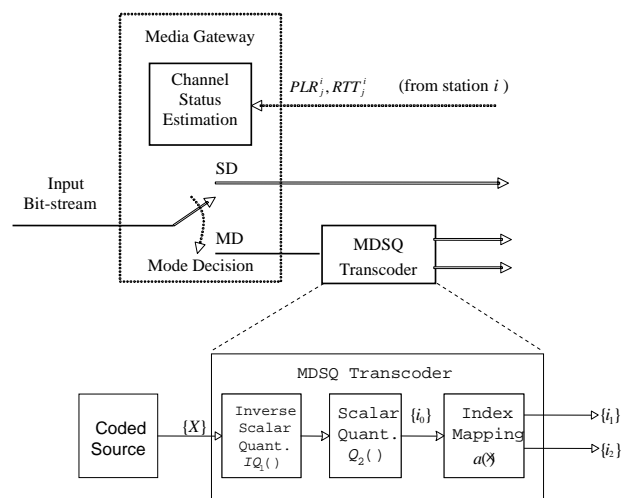 Media Gateway
Channel
Status
Estimation
PLR_j^i, RTT_j^i (from station i )
Input
Bit-stream
SD
MD
Mode Decision
MDSQ
Transcoder
MDSQ Transcoder
Coded
Source
{X}
Inverse
Scalar
Quant.
IQ_1()
Scalar
Quant.
Q_2()
{i_0}
Index
Mapping
a(×)
{i_1}
{i_2}